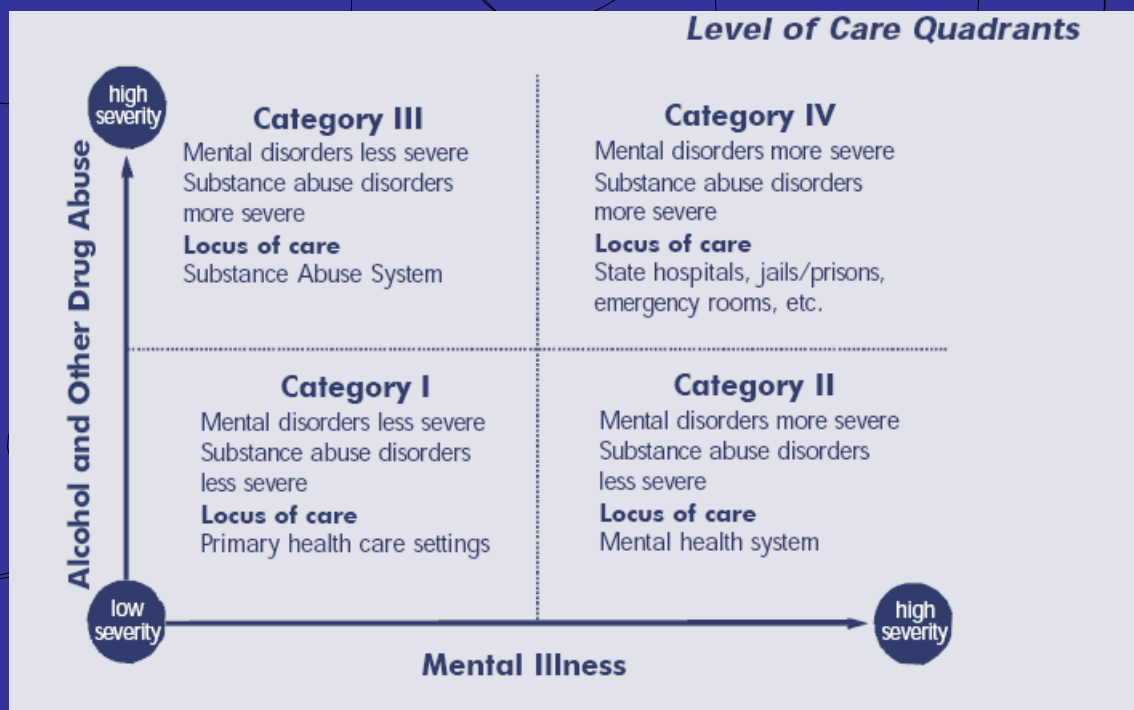 Level of Care Quadrants
high
severity
Alcohol and Other Drug Abuse
Category III
Mental disorders less severe
Substance abuse disorders
more severe
Locus of care
Substance Abuse System
Category IV
Mental disorders more severe
Substance abuse disorders
more severe
Locus of care
State hospitals, jails/prisons,
emergency rooms, etc.
Category I
Mental disorders less severe
Substance abuse disorders
less severe
Locus of care
Primary health care settings
Category II
Mental disorders more severe
Substance abuse disorders
less severe
Locus of care
Mental health system
low
severity
high
severity
Mental Illness